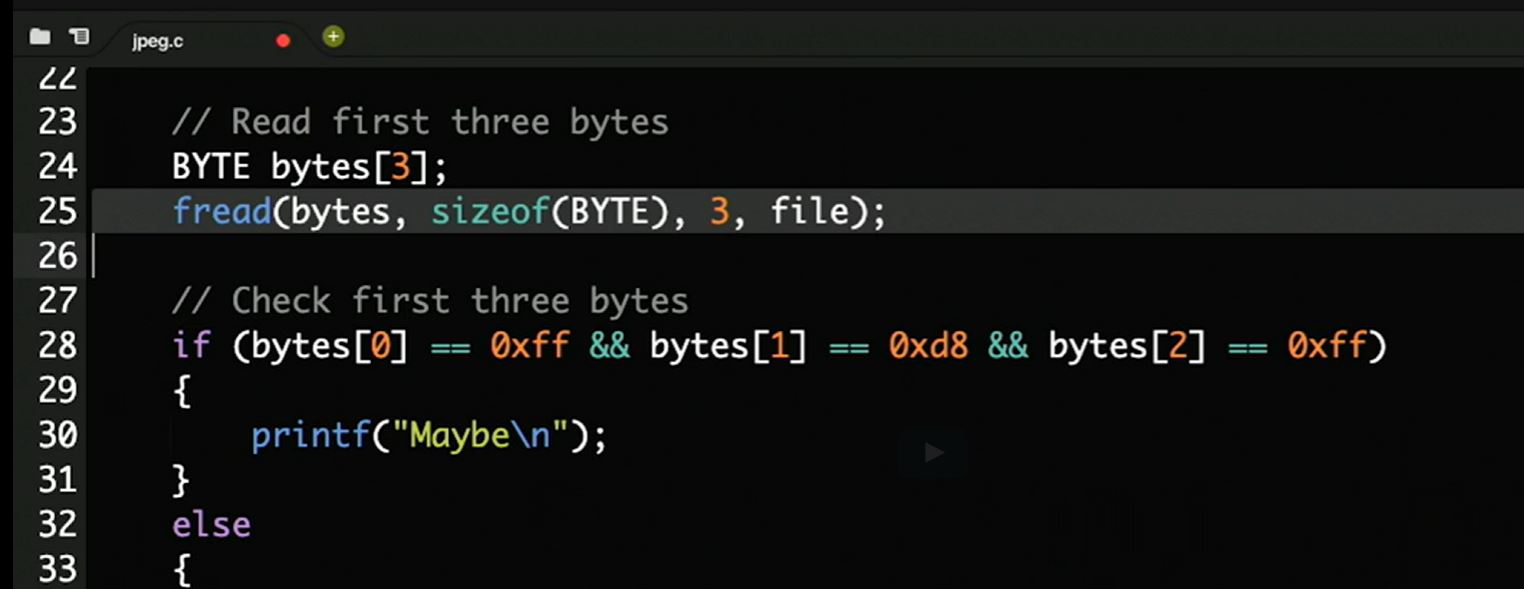 jpeg.c
22
23 // Read first three bytes
24 BYTE bytes[3];
25 fread(bytes, sizeof(BYTE), 3, file);
26
27 // Check first three bytes
28 if (bytes[0] == 0xff && bytes[1] == 0xd8 && bytes[2] == 0xff)
29 {
30 printf("Maybe\n");
31 }
32 else
33 {